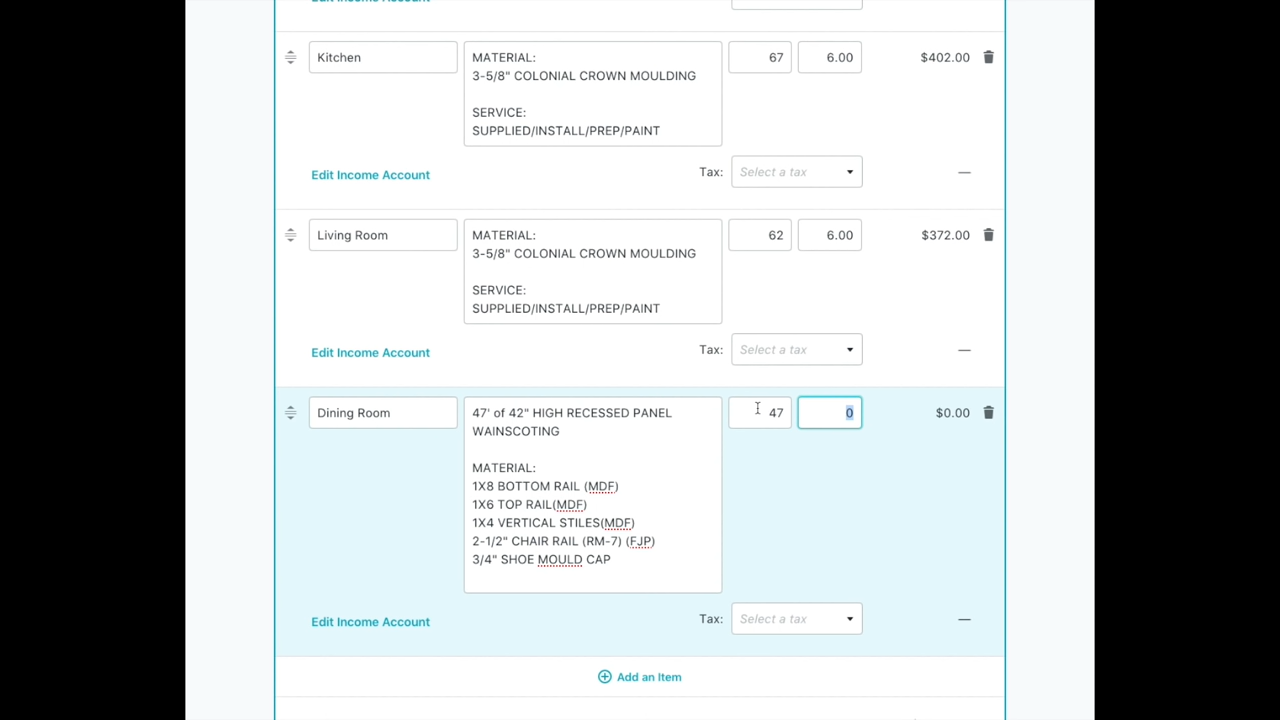 Edit Income Account
Kitchen
MATERIAL:
3-5/8" COLONIAL CROWN MOULDING
SERVICE:
SUPPLIED/INSTALL/PREP/PAINT
67
6.00
$402.00
Edit Income Account
Tax:
Select a tax
—
Living Room
MATERIAL:
3-5/8" COLONIAL CROWN MOULDING
SERVICE:
SUPPLIED/INSTALL/PREP/PAINT
62
6.00
$372.00
Edit Income Account
Tax:
Select a tax
—
Dining Room
47' of 42" HIGH RECESSED PANEL
WAINSCOTING
MATERIAL:
1X8 BOTTOM RAIL (MDF)
1X6 TOP RAIL(MDF)
1X4 VERTICAL STILES(MDF)
2-1/2" CHAIR RAIL (RM-7) (FJP)
3/4" SHOE MOULD CAP
47
0
$0.00
Edit Income Account
Tax:
Select a tax
—
Add an Item